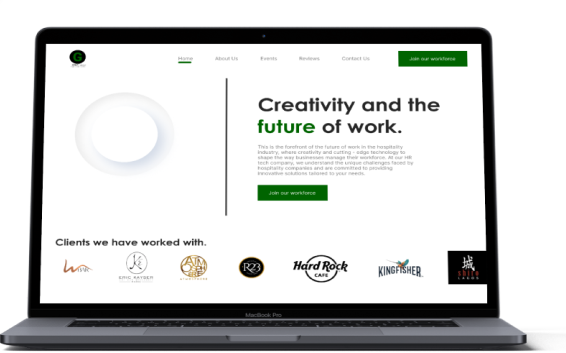 Home
About Us
Events
Reviews
Contact Us
Join our workforce
Creativity and the
future of work.
This is the forefront of the future of work in the hospitality
industry, where creativity and cutting - edge technology to
shape the way businesses manage their workforce. At our HR
tech company, we understand the unique challenges faced by
hospitality companies and are committed to providing
innovative solutions tailored to your needs.
Join our workforce
Clients we have worked with.
ERIC KAYSER
R23
Hard Rock
CAFE
KINGFISHER
城
MacBook Pro